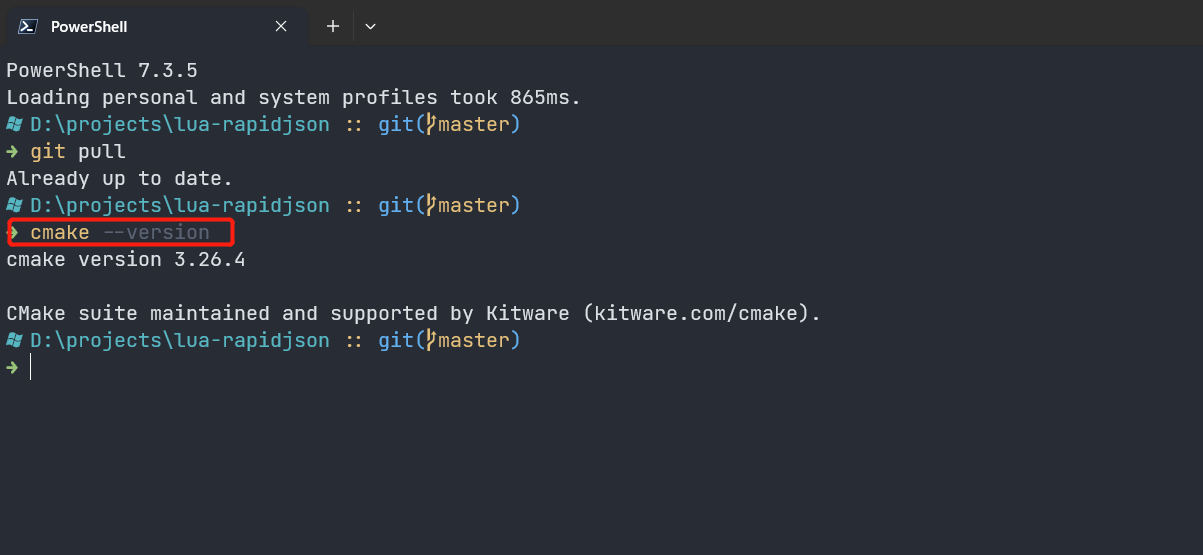 PowerShell
PowerShell 7.3.5
Loading personal and system profiles took 865ms.
D:\projects\lua-rapidjson :: git(master)
➜ git pull
Already up to date.
D:\projects\lua-rapidjson :: git(master)
➜ cmake --version
cmake version 3.26.4
CMake suite maintained and supported by Kitware (kitware.com/cmake).
D:\projects\lua-rapidjson :: git(master)
➜